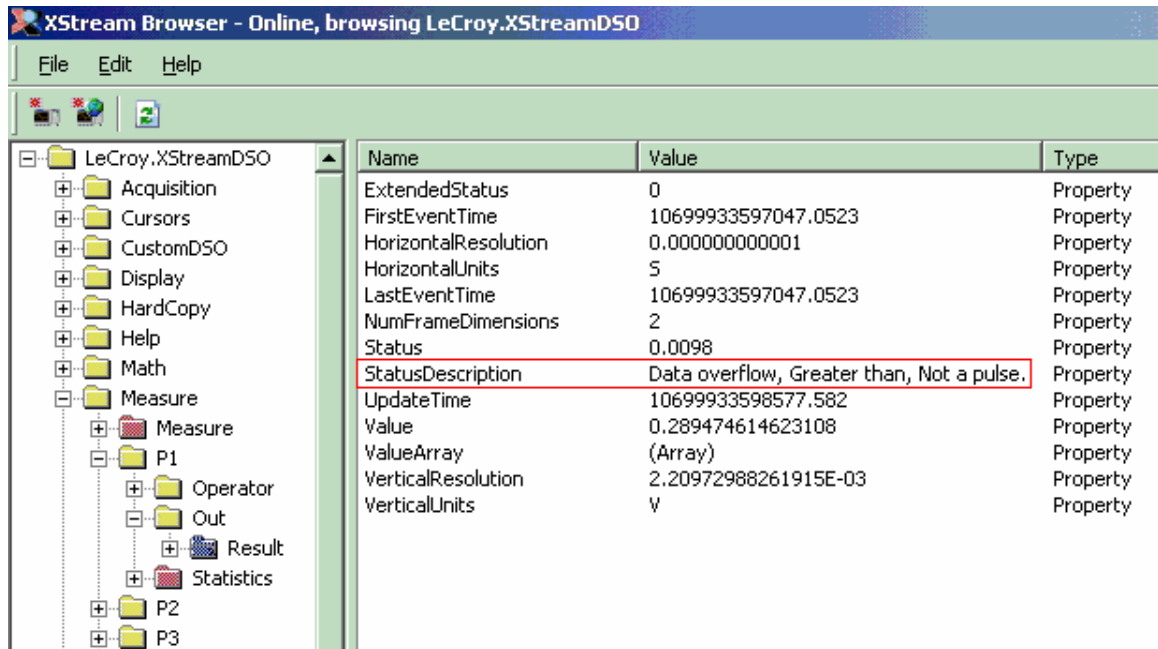 XStream Browser - Online, browsing LeCroy.XStreamDSO
File Edit Help
LeCroy.XStreamDSO
Acquisition
Cursors
CustomDSO
Display
HardCopy
Help
Math
Measure
Measure
P1
Operator
Out
Result
Statistics
P2
P3
Name Value Type
ExtendedStatus 0 Property
FirstEventTime 10699933597047.0523 Property
HorizontalResolution 0.000000000001 Property
HorizontalUnits S Property
LastEventTime 10699933597047.0523 Property
NumFrameDimensions 2 Property
Status 0.0098 Property
StatusDescription Data overflow, Greater than, Not a pulse. Property
UpdateTime 10699933598577.582 Property
Value 0.289474614623108 Property
ValueArray (Array) Property
VerticalResolution 2.20972988261915E-03 Property
VerticalUnits V Property